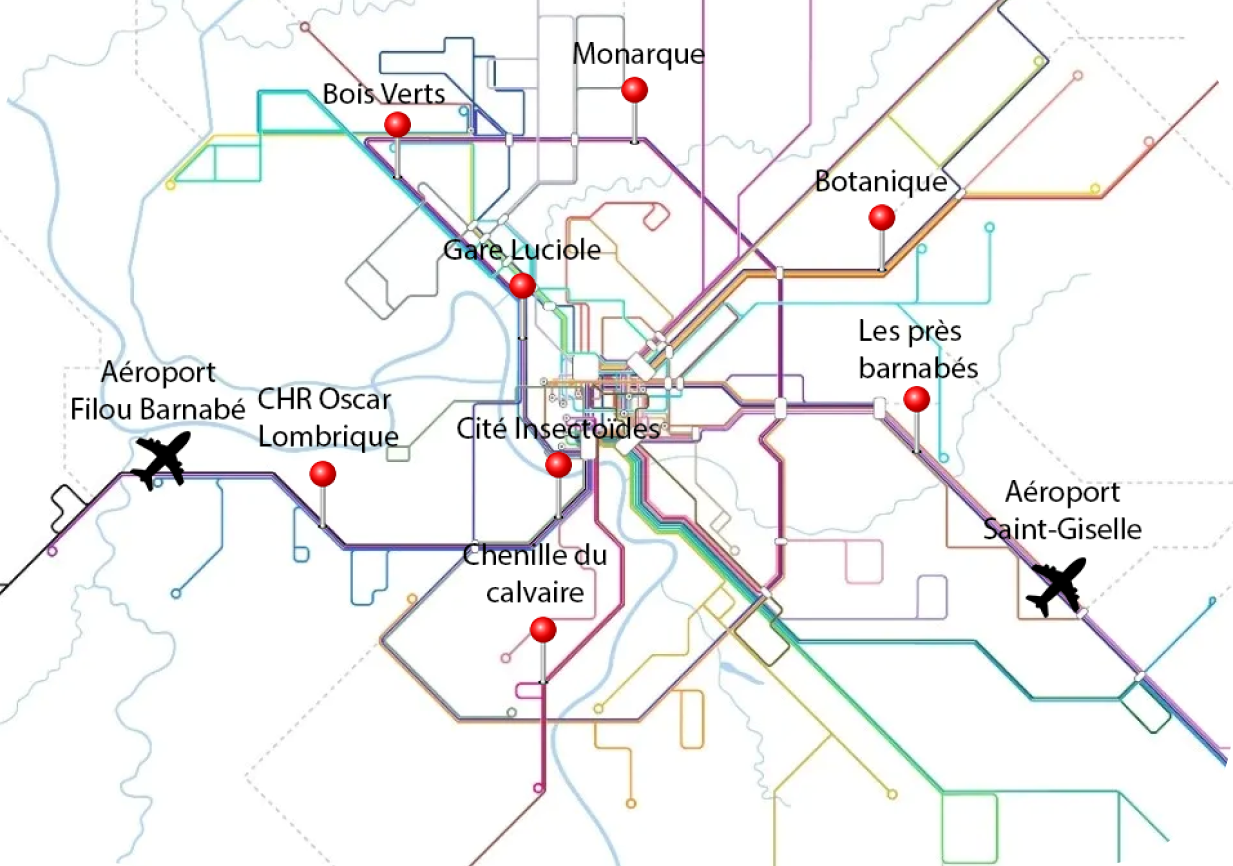 Monarque
Bois Verts
Botanique
Gare Luciole
Les près
barnabés
Aéroport
Filou Barnabé
CHR Oscar
Lombrique
Cité Insectoïdes
Aéroport
Saint-Giselle
Chenille du
calvaire